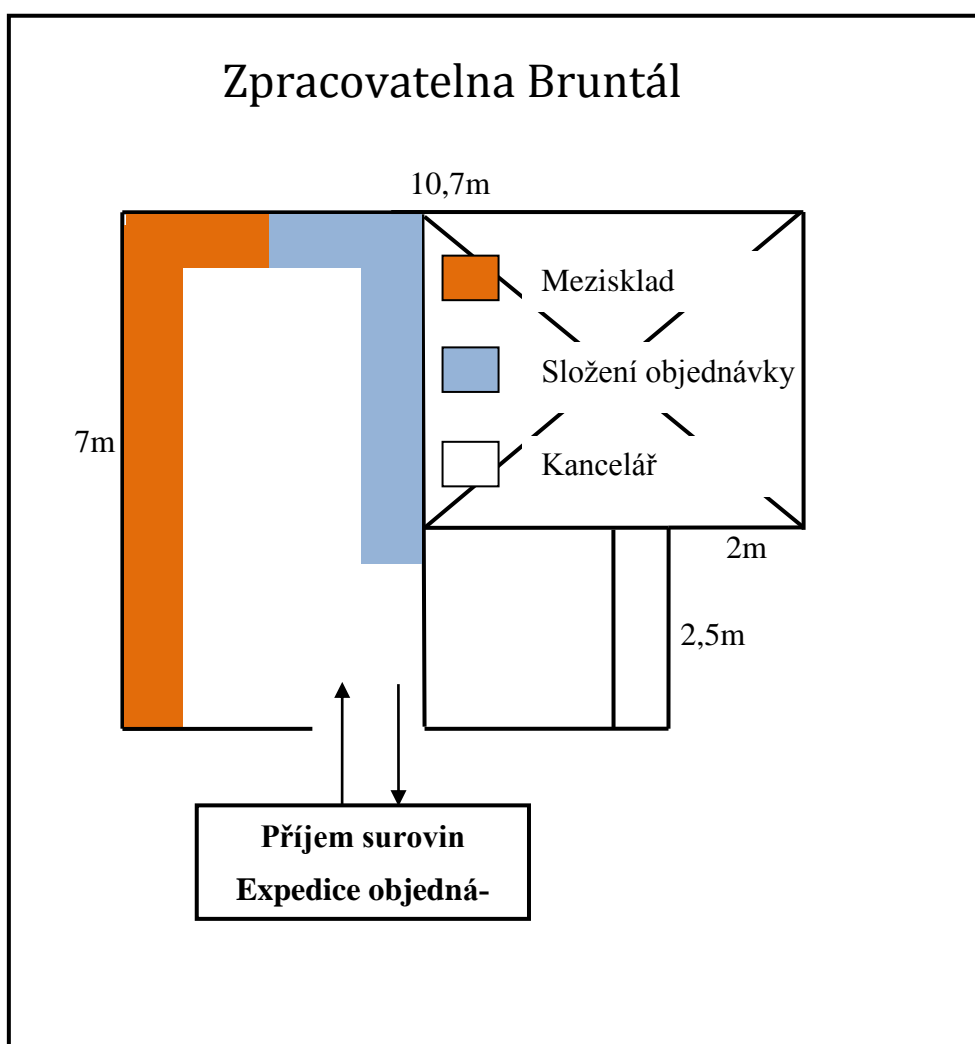 Zpracovatelna Bruntál
10,7m
Mezisklad
Složení objednávky
7m
Kancelář
2m
2,5m
Příjem surovin
Expedice objedná-